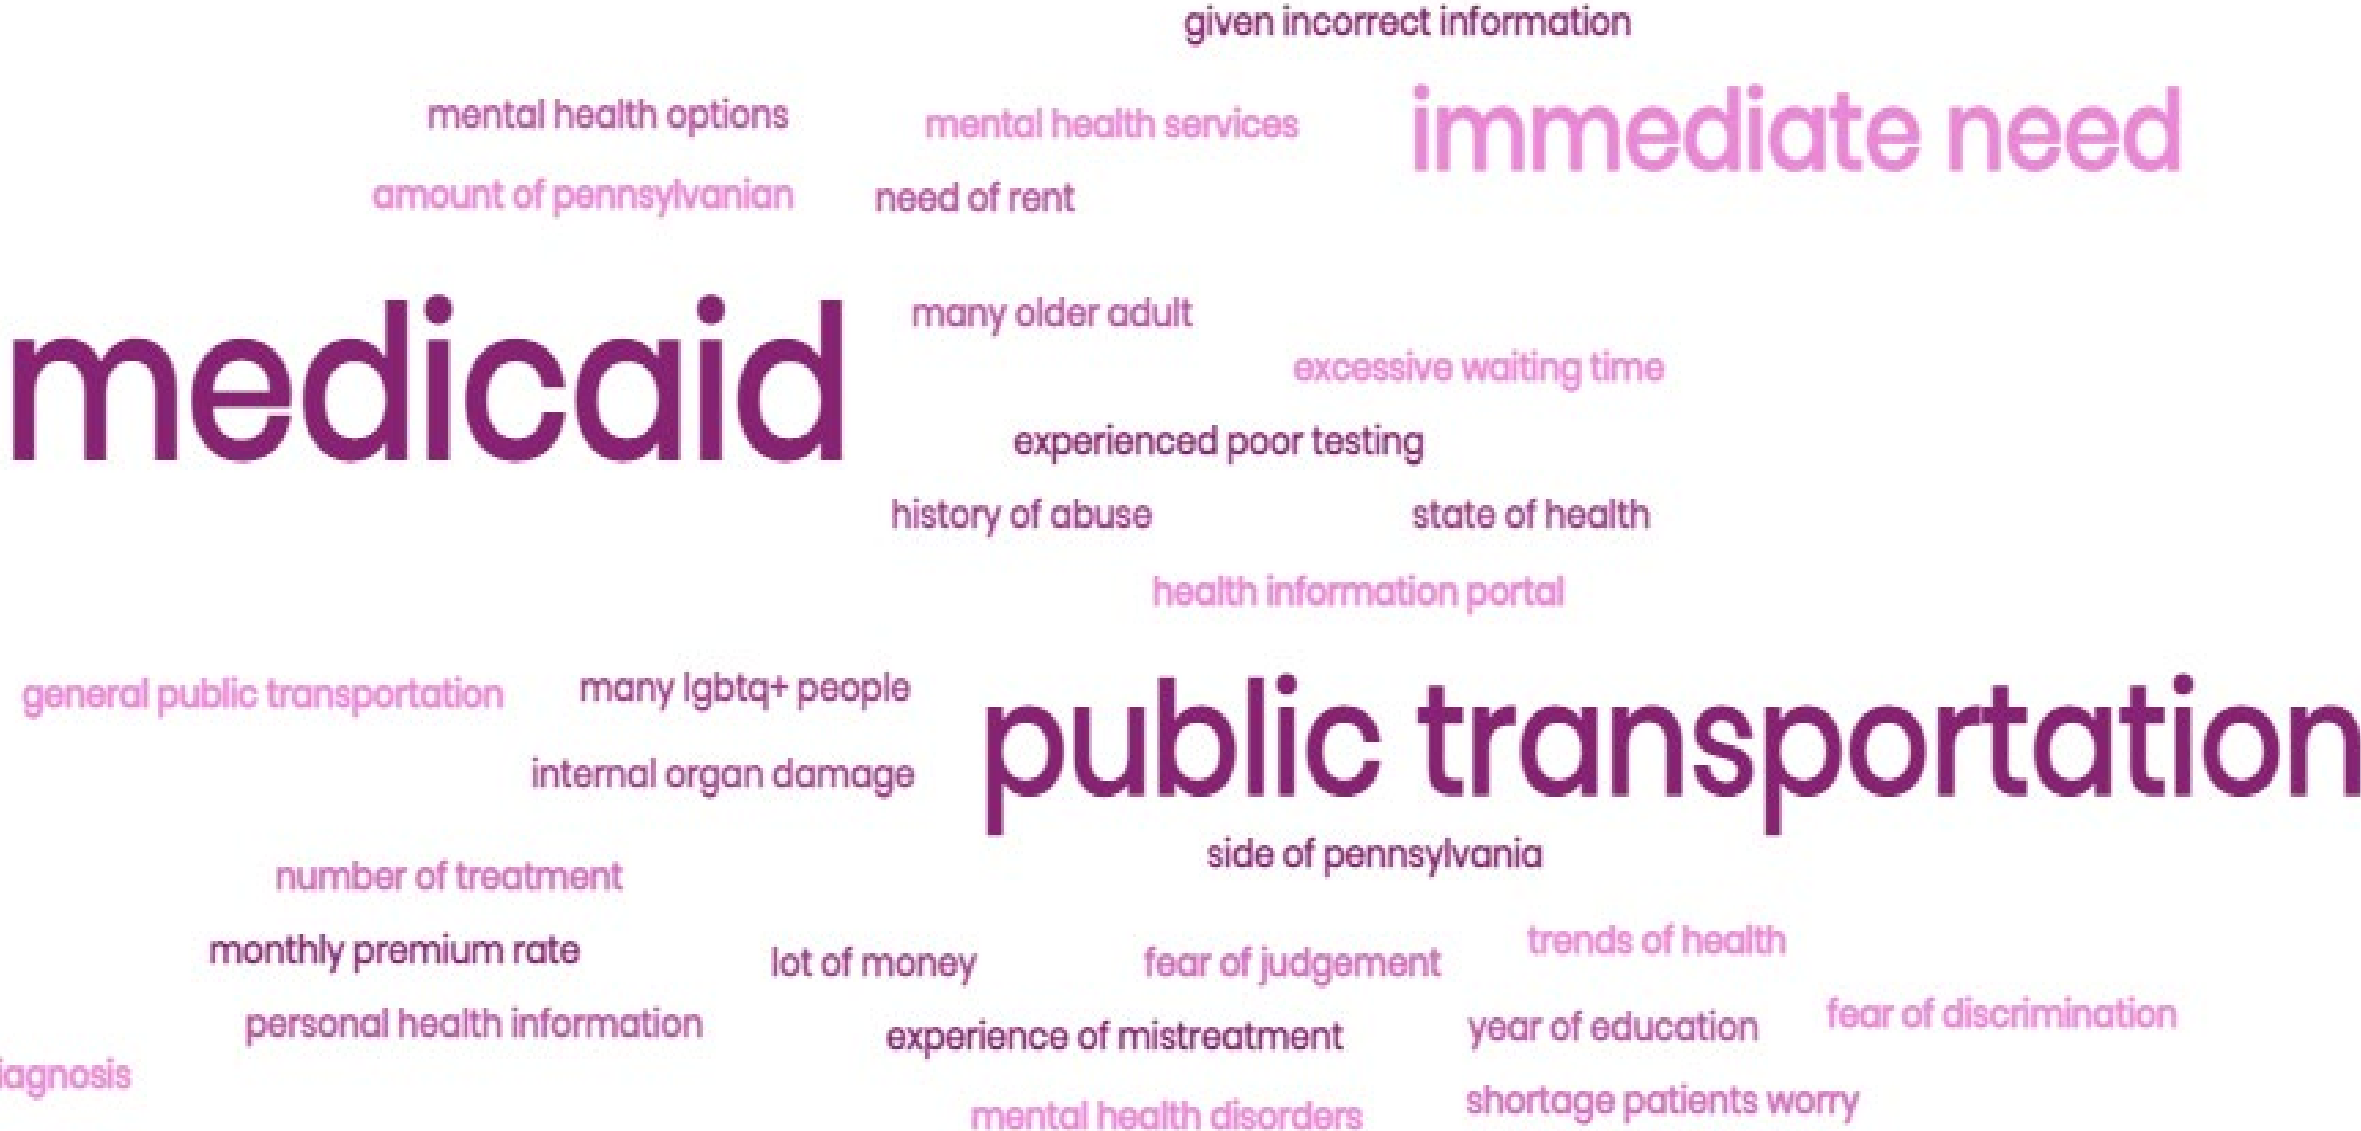 given incorrect information
mental health options
mental health services
immediate need
amount of pennsylvanian
need of rent
medicaid
many older adult
excessive waiting time
experienced poor testing
history of abuse
state of health
health information portal
general public transportation
many lgbtq+ people
public transportation
internal organ damage
side of pennsylvania
number of treatment
monthly premium rate
lot of money
fear of judgement
trends of health
personal health information
experience of mistreatment
year of education
fear of discrimination
iagnosis
mental health disorders
shortage patients worry